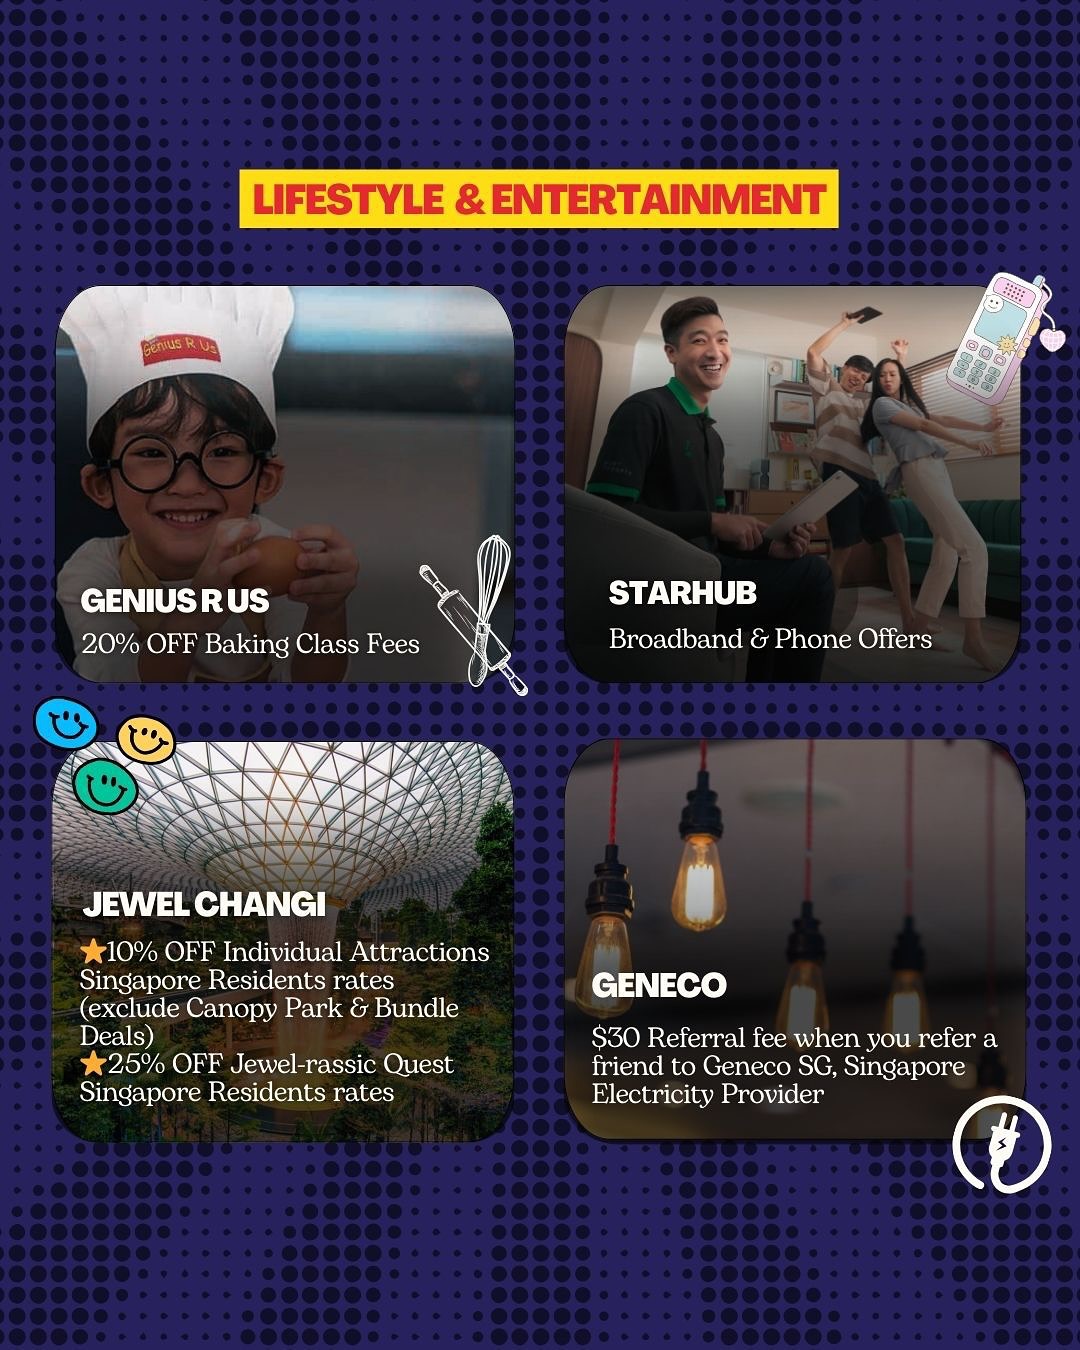 LIFESTYLE & ENTERTAINMENT
Genius R Us
GENIUS R US
20% OFF Baking Class Fees
STARHUB
Broadband & Phone Offers
JEWEL CHANGI
⭐10% OFF Individual Attractions
Singapore Residents rates
(exclude Canopy Park & Bundle
Deals)
⭐25% OFF Jewel-rassic Quest
Singapore Residents rates
GENECO
$30 Referral fee when you refer a
friend to Geneco SG, Singapore
Electricity Provider